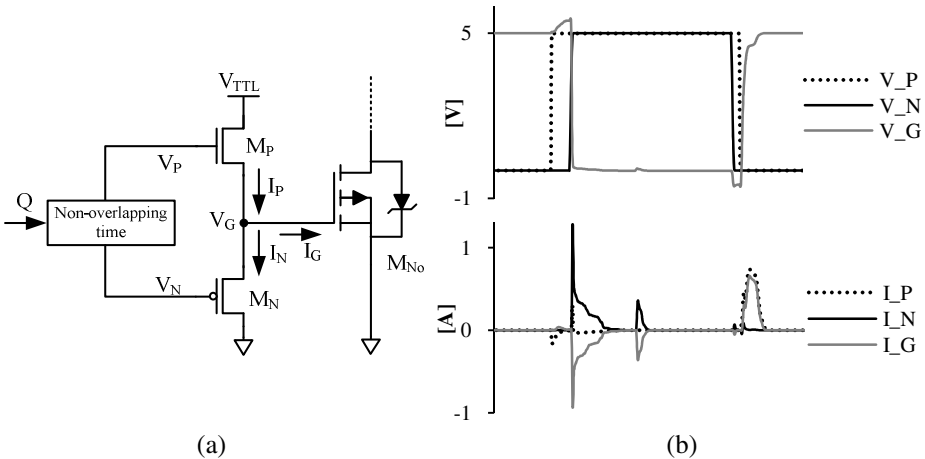 V_TTL
M_P
V_P
I_P
Q
Non-overlapping
time
V_G
I_N
I_G
V_N
M_N
M_No
(a)
5
[V]
-1
V_P
V_N
V_G
1
[A]
0
-1
I_P
I_N
I_G
(b)